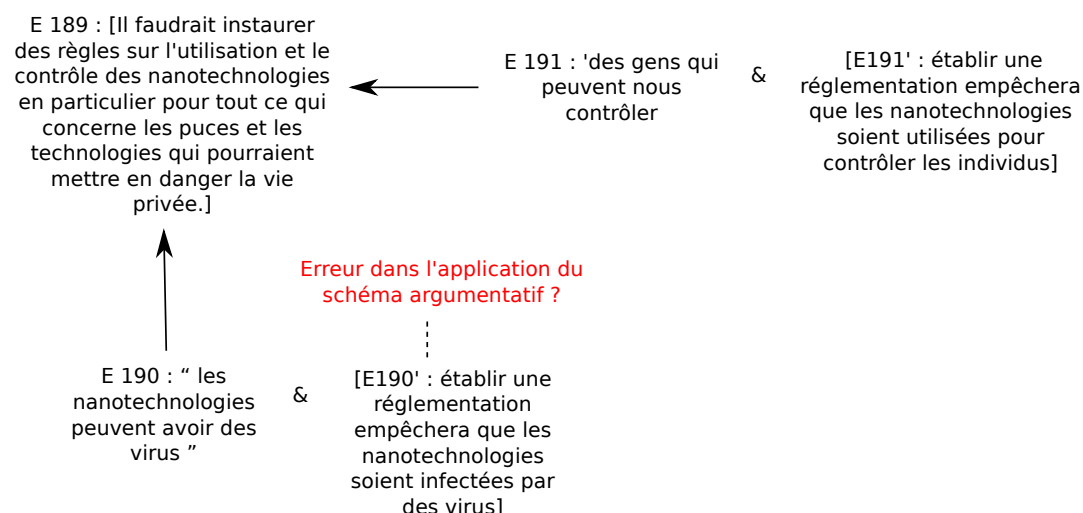 E 189 : [Il faudrait instaurer
des règles sur l'utilisation et le
contrôle des nanotechnologies
en particulier pour tout ce qui
concerne les puces et les
technologies qui pourraient
mettre en danger la vie
privée.]
E 191 : 'des gens qui
peuvent nous
contrôler
&
[E191' : établir une
réglementation empêchera
que les nanotechnologies
soient utilisées pour
contrôler les individus]
Erreur dans l'application du
schéma argumentatif ?
E 190 : “ les
nanotechnologies
peuvent avoir des
virus ”
&
[E190' : établir une
réglementation
empêchera que les
nanotechnologies
soient infectées par
des virus]